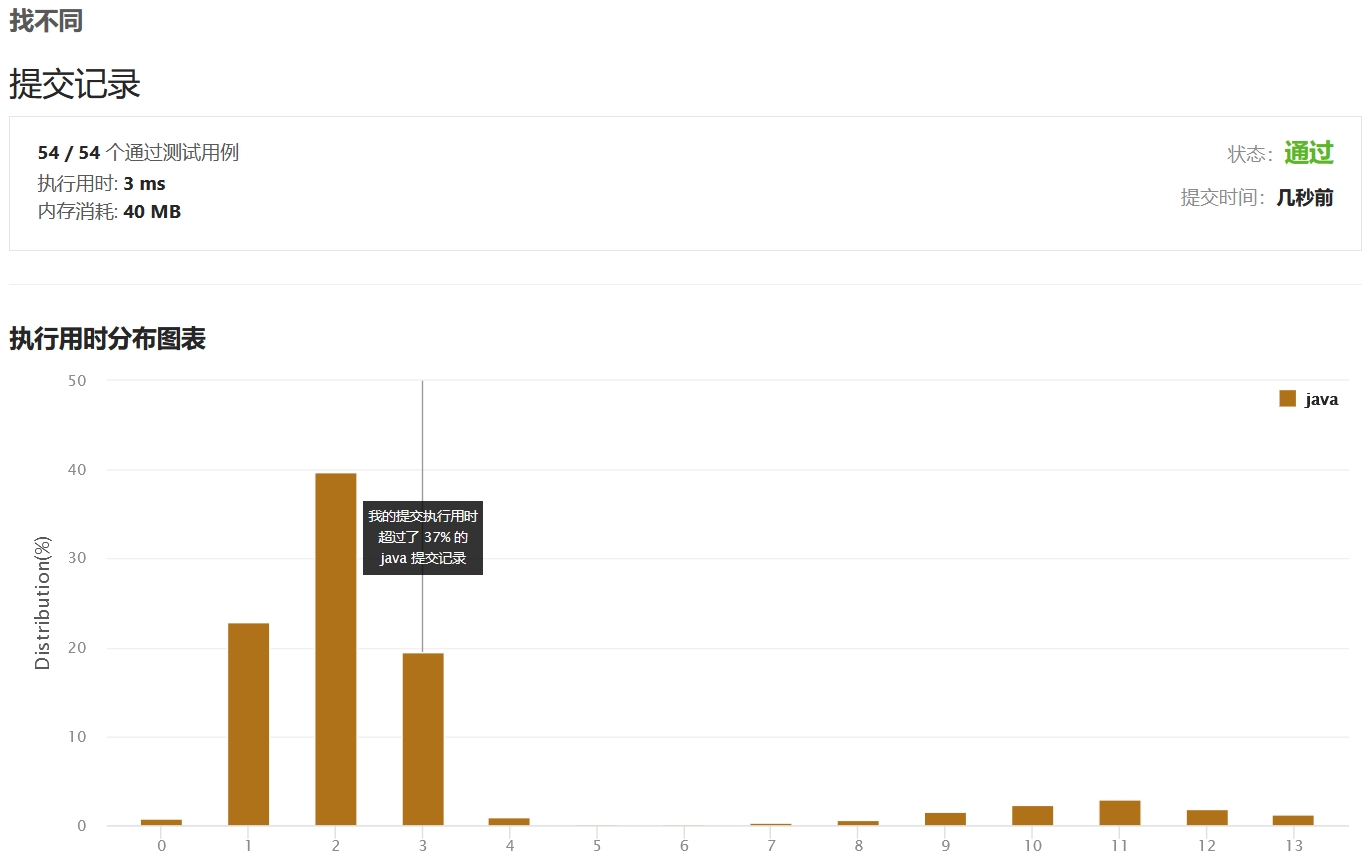 找不同
提交记录
54 / 54 个通过测试用例
状态：通过
执行用时: 3 ms
提交时间：几秒前
内存消耗: 40 MB
执行用时分布图表
50
java
40
我的提交执行用时
超过了 37% 的
java 提交记录
30
Distribution(%)
20
10
0
0 1 2 3 4 5 6 7 8 9 10 11 12 13